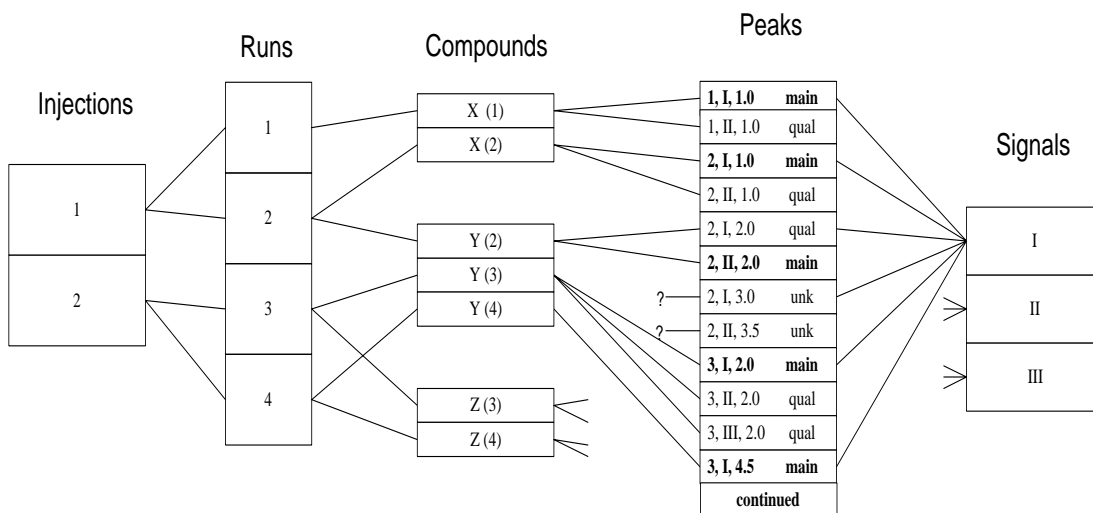 Injections
1
2
Runs
1
2
3
4
Compounds
X (1)
X (2)
Y (2)
Y (3)
Y (4)
Z (3)
Z (4)
Peaks
1, I, 1.0 main
1, II, 1.0 qual
2, I, 1.0 main
2, II, 1.0 qual
2, I, 2.0 qual
2, II, 2.0 main
? 2, I, 3.0 unk
? 2, II, 3.5 unk
3, I, 2.0 main
3, II, 2.0 qual
3, III, 2.0 qual
3, I, 4.5 main
continued
Signals
I
II
III